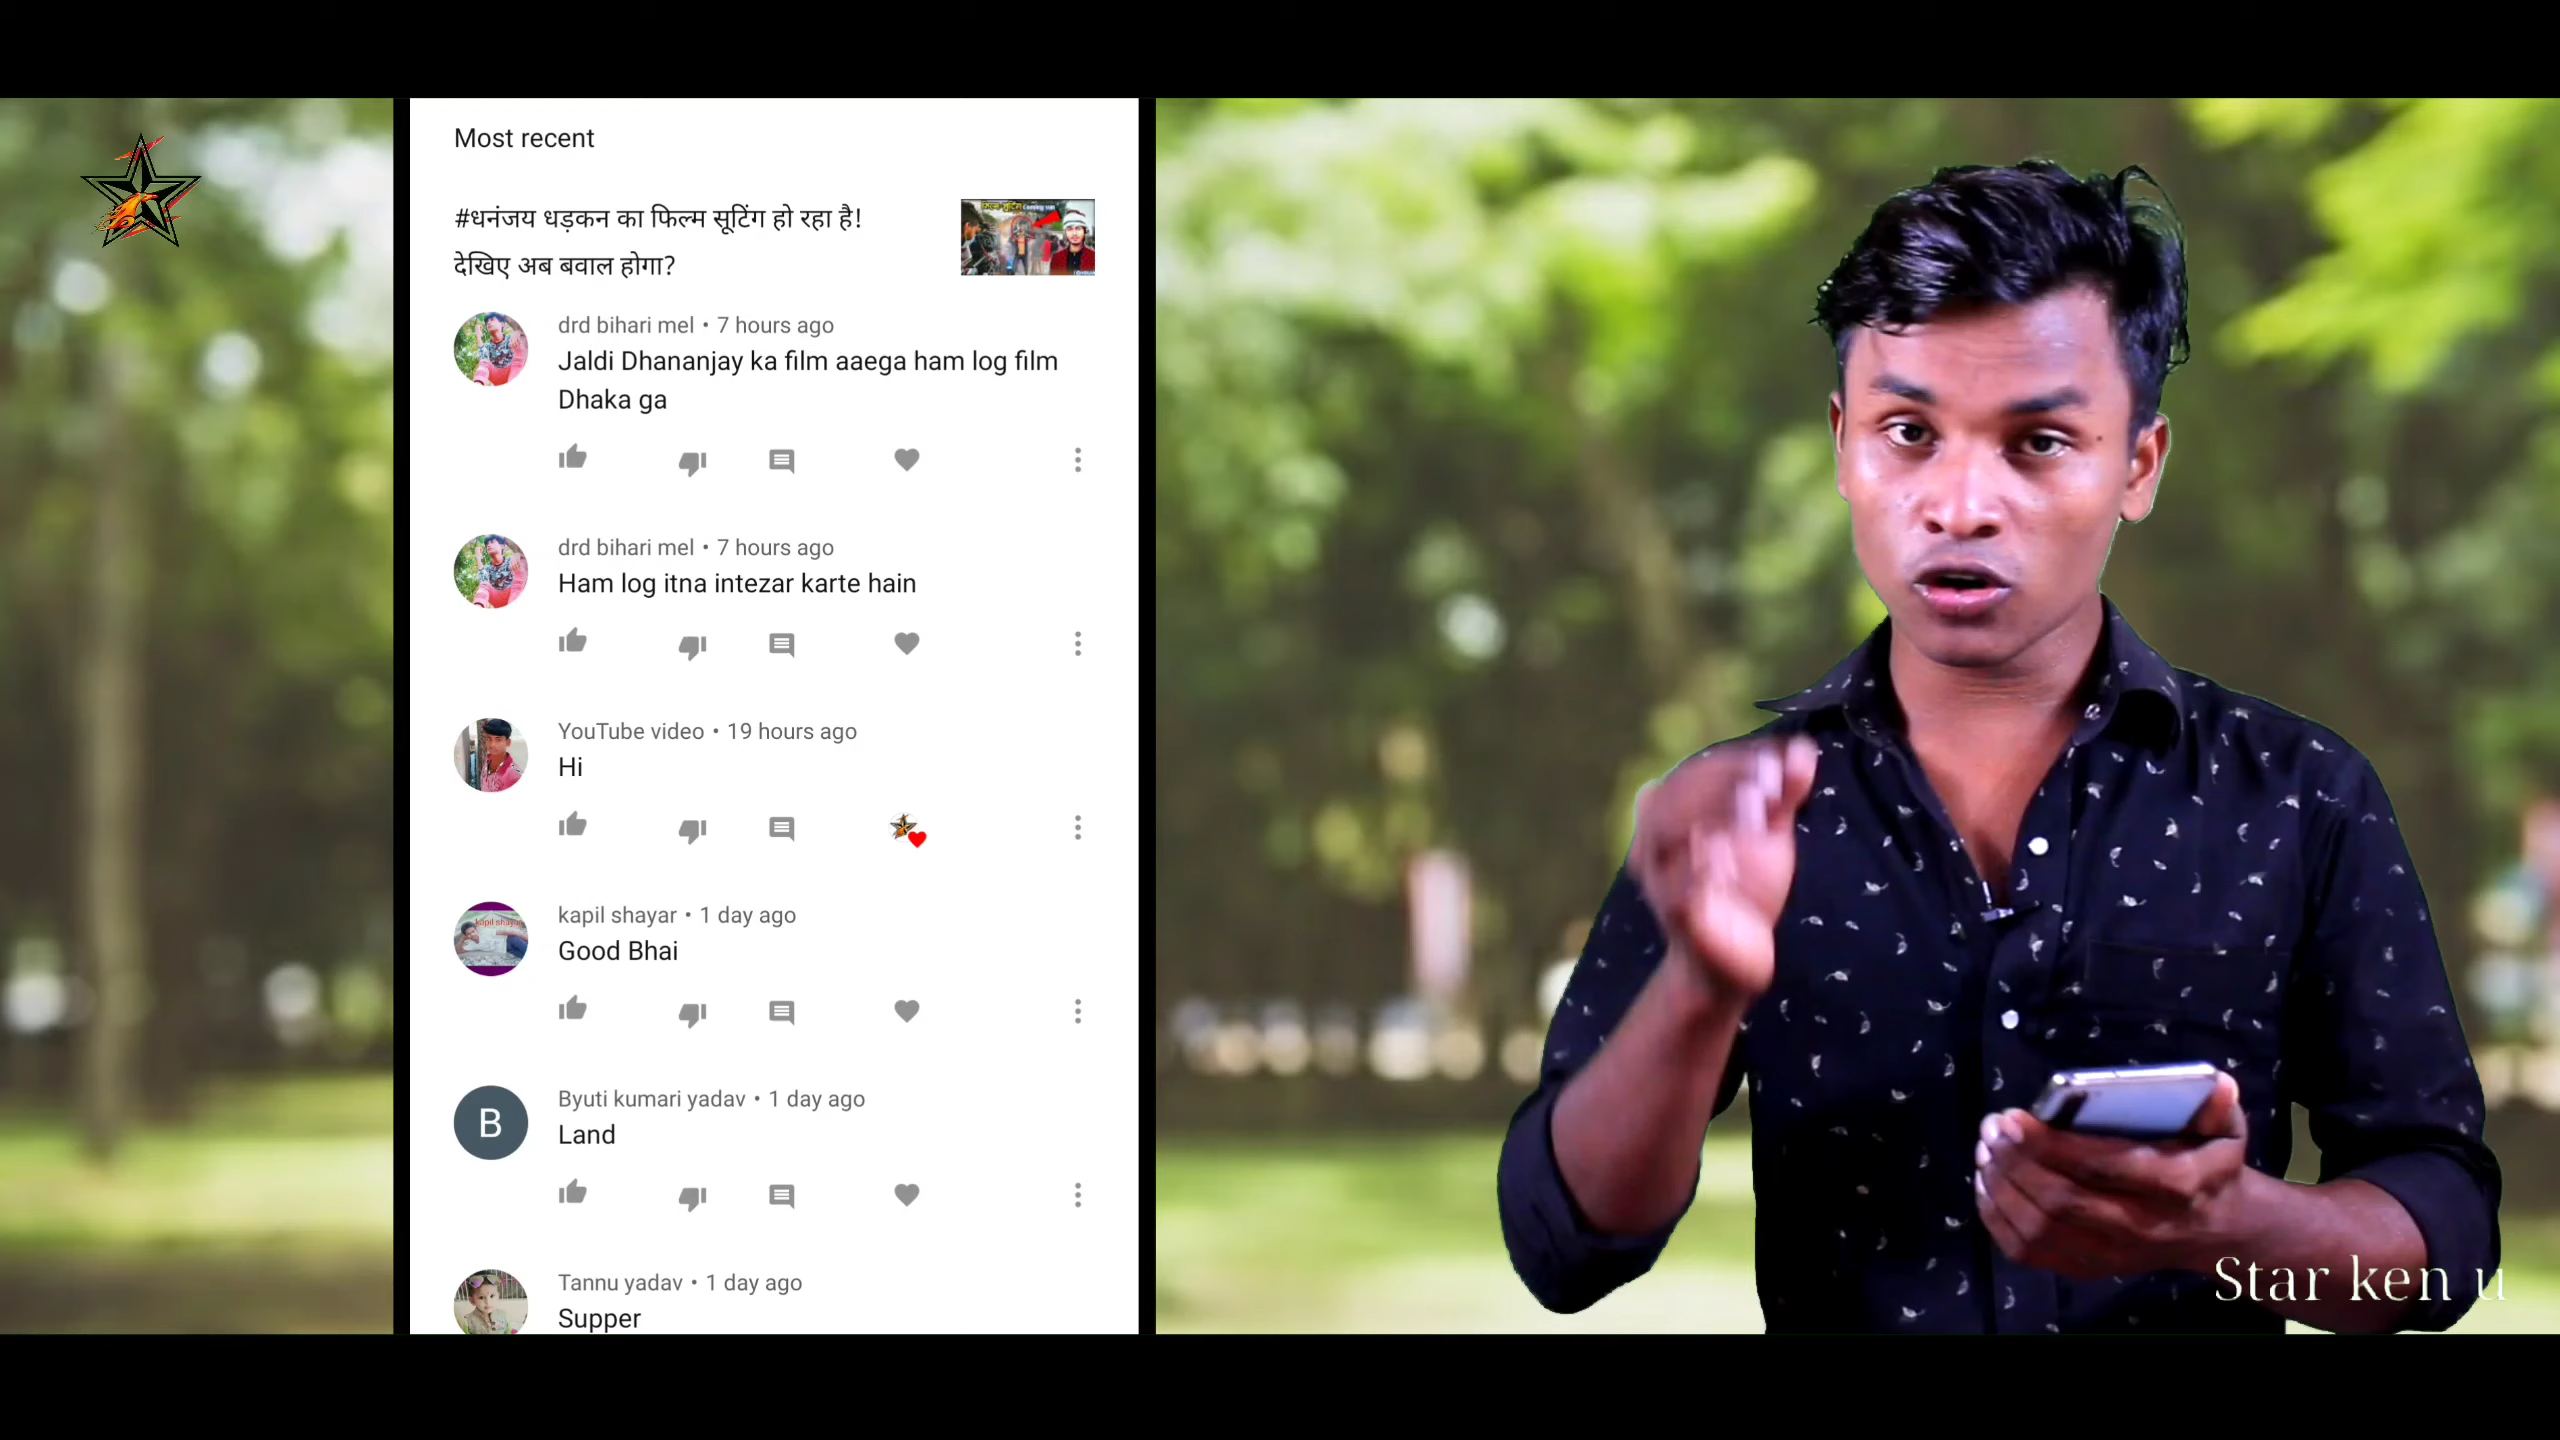 Most recent
#धनंजय धड़कन का फिल्म सूटिंग हो रहा है!
देखिए अब बवाल होगा?
drd bihari mel • 7 hours ago
Jaldi Dhananjay ka film aaega ham log film
Dhaka ga
drd bihari mel • 7 hours ago
Ham log itna intezar karte hain
YouTube video • 19 hours ago
Hi
kapil shayar • 1 day ago
Good Bhai
B
Byuti kumari yadav • 1 day ago
Land
Tannu yadav • 1 day ago
Supper
Star ken u